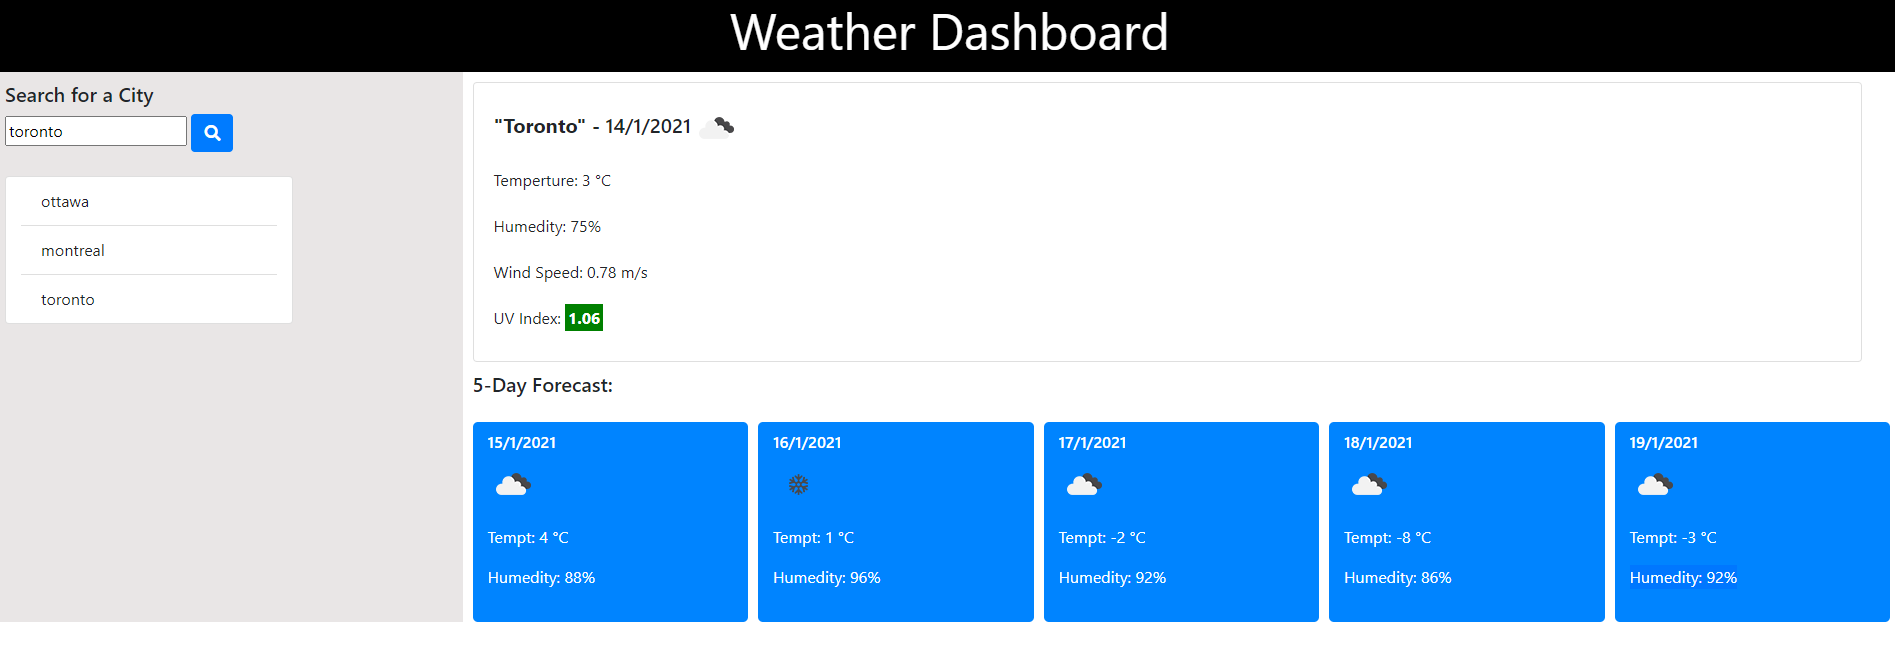 Weather Dashboard
Search for a City
toronto
ottawa
montreal
toronto
"Toronto" - 14/1/2021
Temperture: 3 °C
Humedity: 75%
Wind Speed: 0.78 m/s
UV Index: 1.06
5-Day Forecast:
15/1/2021
Tempt: 4 °C
Humedity: 88%
16/1/2021
Tempt: 1 °C
Humedity: 96%
17/1/2021
Tempt: -2 °C
Humedity: 92%
18/1/2021
Tempt: -8 °C
Humedity: 86%
19/1/2021
Tempt: -3 °C
Humedity: 92%